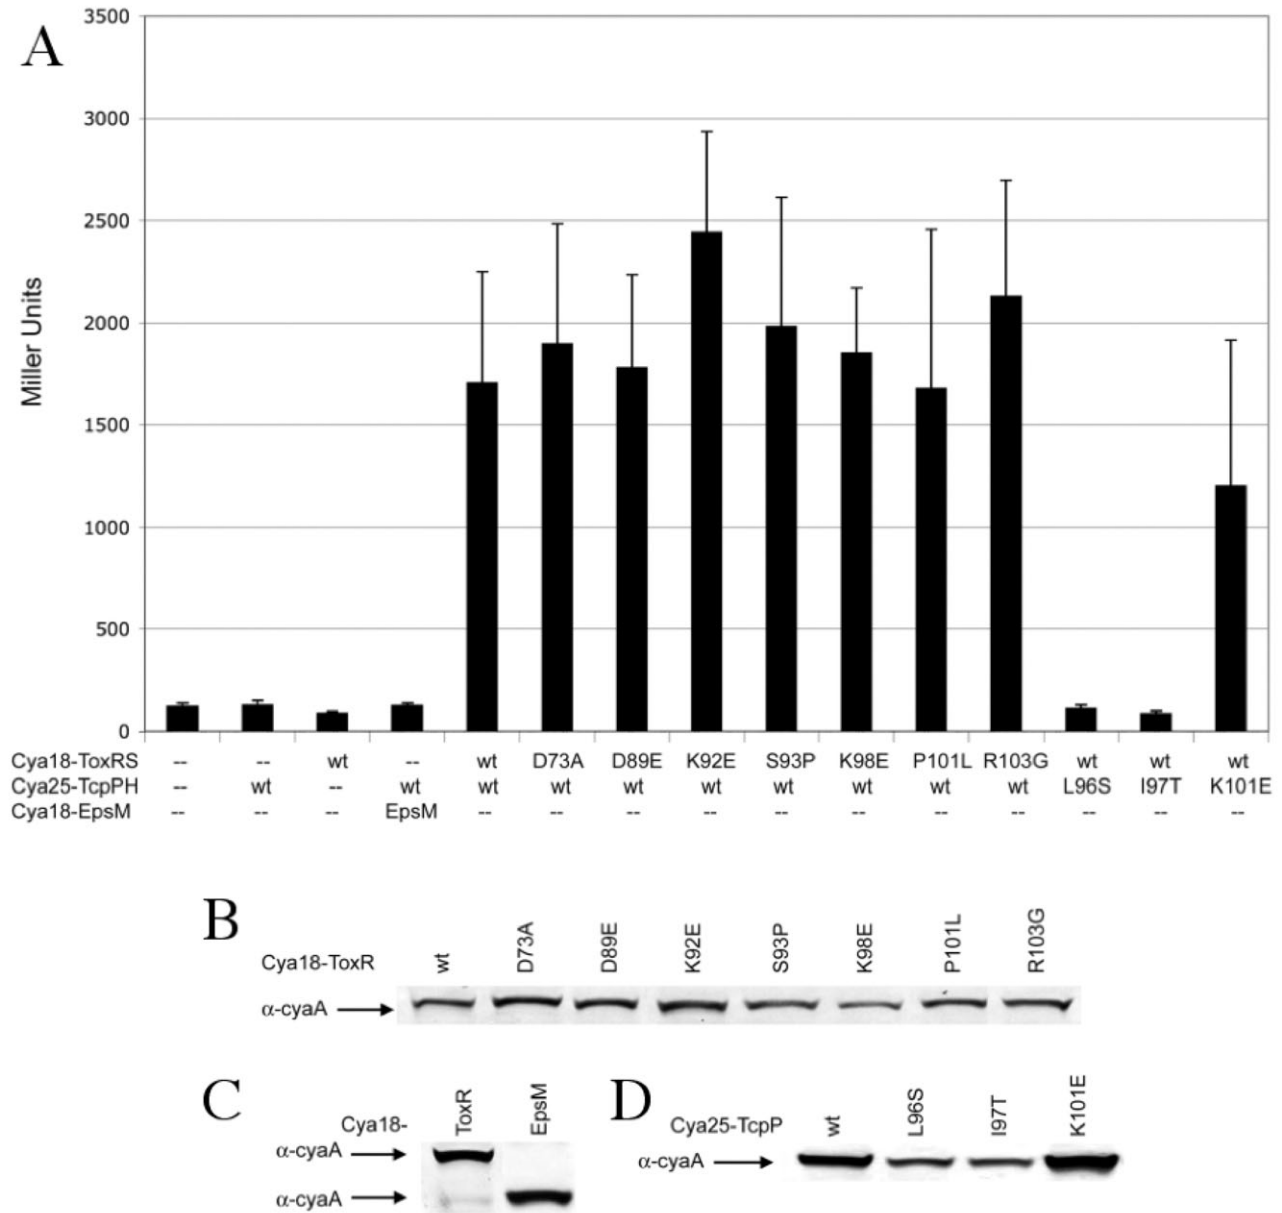 A
3500
3000
2500
2000
1500
1000
500
0
Miller Units
Cya18-ToxRS -- -- wt -- wt D73A D89E K92E S93P K98E P101L R103G wt wt wt
Cya25-TcpPH -- wt -- wt wt wt wt wt wt wt wt wt L96S I97T K101E
Cya18-EpsM -- -- -- EpsM -- -- -- -- -- -- -- -- -- -- --
B
Cya18-ToxR wt D73A D89E K92E S93P K98E P101L R103G
α-cyaA
C
Cya18- ToxR EpsM
α-cyaA
α-cyaA
D
Cya25-TcpP wt L96S I97T K101E
α-cyaA